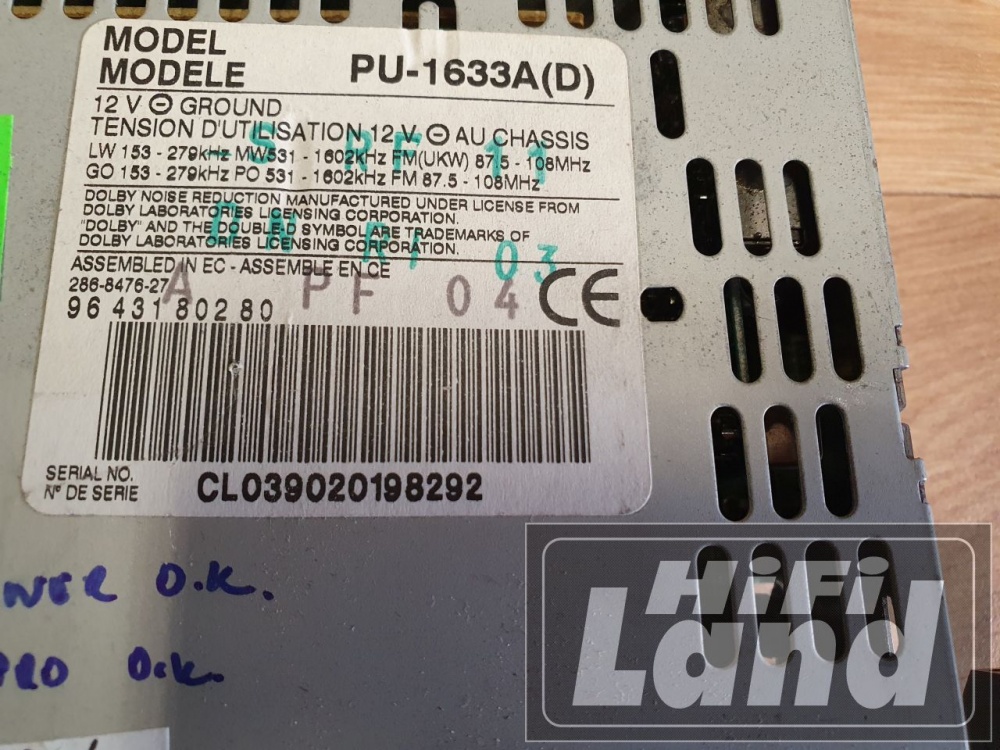 MODEL
MODELE PU-1633A(D)
12 V ⊖ GROUND
TENSION D'UTILISATION 12 V ⊖ AU CHASSIS
S RF 11
LW 153 - 279kHz MW531 - 1602kHz FM(UKW) 87.5 - 108MHz
GO 153 - 279kHz PO 531 - 1602kHz FM 87.5 - 108MHz
DOLBY NOISE REDUCTION MANUFACTURED UNDER LICENSE FROM
DOLBY LABORATORIES LICENSING CORPORATION.
"DOLBY" AND THE DOUBLE-D SYMBOL ARE TRADEMARKS OF
DOLBY LABORATORIES LICENSING CORPORATION.
RI 03
ASSEMBLED IN EC - ASSEMBLE EN CE
286-8476-27
A PF 04 CE
96 431 802 80
SERIAL NO.
N° DE SERIE CL039020198292
O.K.
O.K.
HiFi
Land